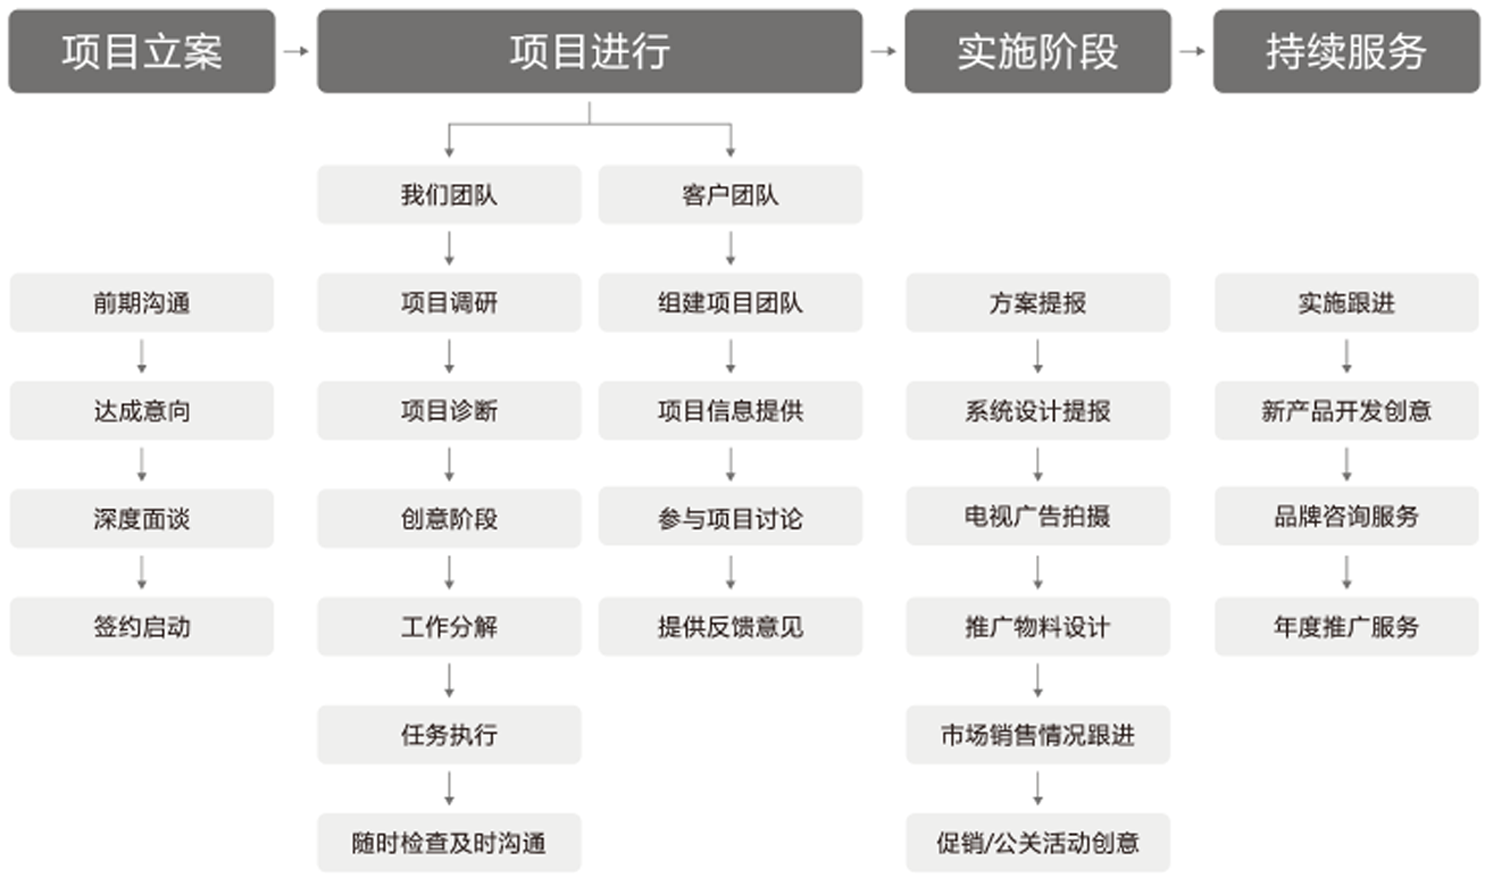 项目立案
项目进行
实施阶段
持续服务
我们团队
客户团队
前期沟通
项目调研
组建项目团队
方案提报
实施跟进
达成意向
项目诊断
项目信息提供
系统设计提报
新产品开发创意
深度面谈
创意阶段
参与项目讨论
电视广告拍摄
品牌咨询服务
签约启动
工作分解
提供反馈意见
推广物料设计
年度推广服务
任务执行
市场销售情况跟进
随时检查及时沟通
促销/公关活动创意